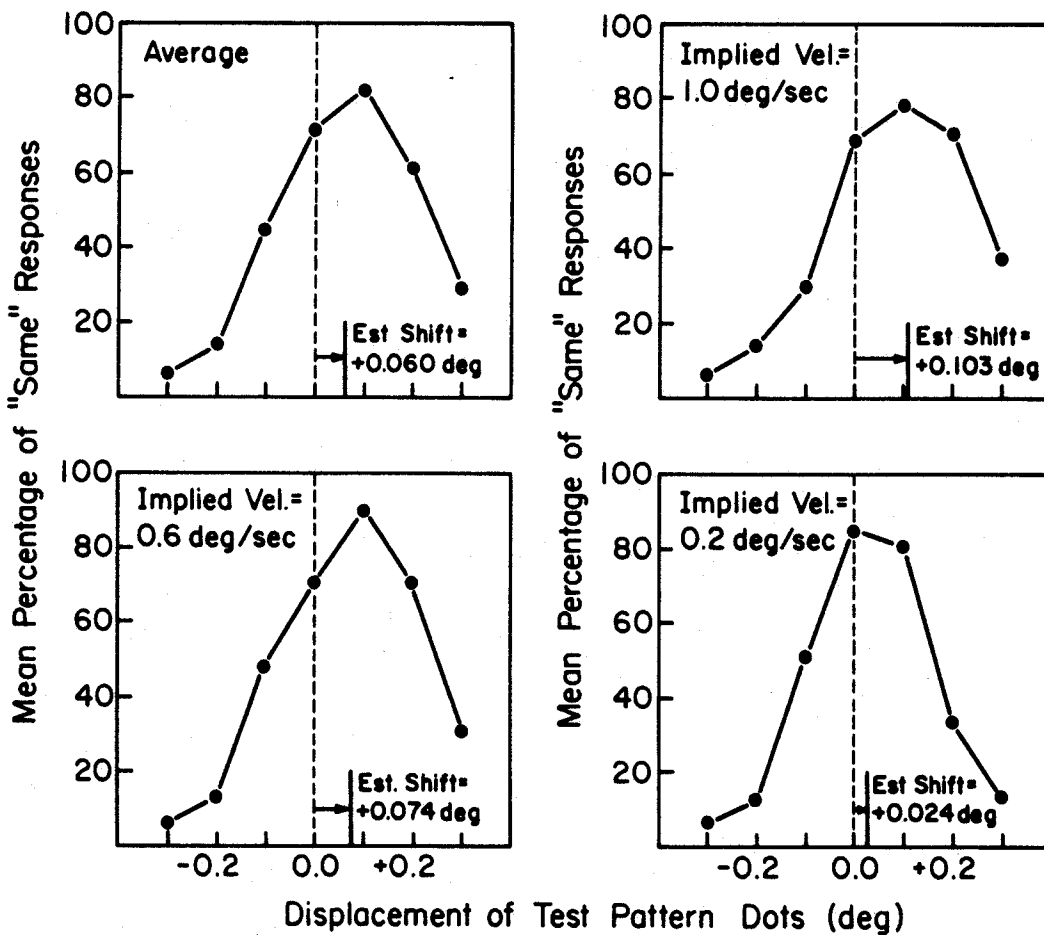 Mean Percentage of "Same" Responses
100
80
60
40
20
Average
Est Shift=
+0.060 deg
Mean Percentage of "Same" Responses
100
80
60
40
20
Implied Vel.=
1.0 deg/sec
Est Shift=
+0.103 deg
100
80
60
40
20
Implied Vel.=
0.6 deg/sec
Est. Shift=
+0.074 deg
-0.2 0.0 +0.2
100
80
60
40
20
Implied Vel.=
0.2 deg/sec
Est Shift=
+0.024 deg
-0.2 0.0 +0.2
Displacement of Test Pattern Dots (deg)